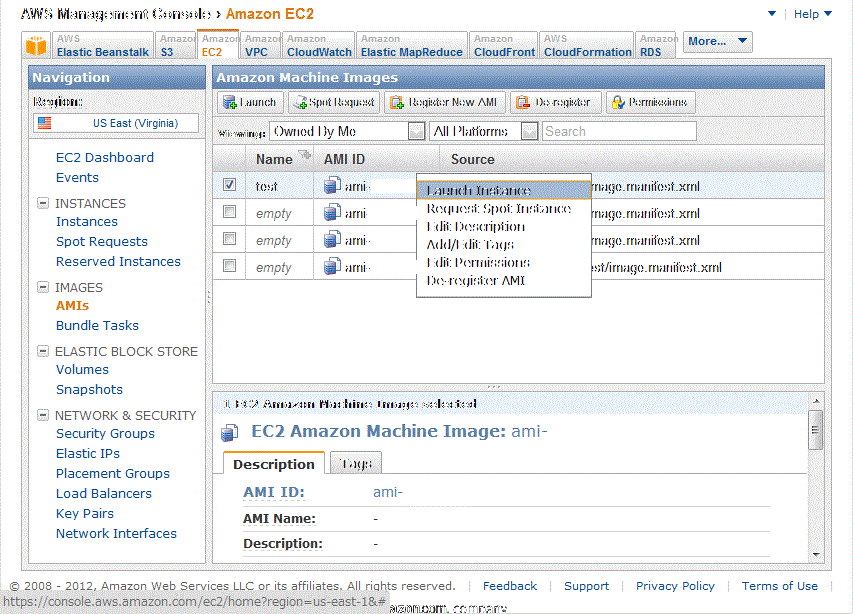 AWS Management Console › Amazon EC2
Help
AWS Elastic Beanstalk
Amazon S3
Amazon EC2
Amazon VPC
Amazon CloudWatch
Amazon Elastic MapReduce
Amazon CloudFront
AWS CloudFormation
Amazon RDS
More...
Navigation
Region:
US East (Virginia)
EC2 Dashboard
Events
INSTANCES
Instances
Spot Requests
Reserved Instances
IMAGES
AMIs
Bundle Tasks
ELASTIC BLOCK STORE
Volumes
Snapshots
NETWORK & SECURITY
Security Groups
Elastic IPs
Placement Groups
Load Balancers
Key Pairs
Network Interfaces
Amazon Machine Images
Launch Spot Request Register New AMI De-register Permissions
Viewing: Owned By Me All Platforms Search
Name AMI ID Source
test ami- mage.manifest.xml
empty ami- mage.manifest.xml
empty ami- mage.manifest.xml
empty ami- est/image.manifest.xml
Launch Instance
Request Spot Instance
Edit Description
Add/Edit Tags
Edit Permissions
De-register AMI
1 EC2 Amazon Machine Image selected
EC2 Amazon Machine Image: ami-
Description Tags
AMI ID: ami-
AMI Name: -
Description: -
© 2008 - 2012, Amazon Web Services LLC or its affiliates. All rights reserved. Feedback Support Privacy Policy Terms of Use
https://console.aws.amazon.com/ec2/home?region=us-east-1&#
azon.com. company